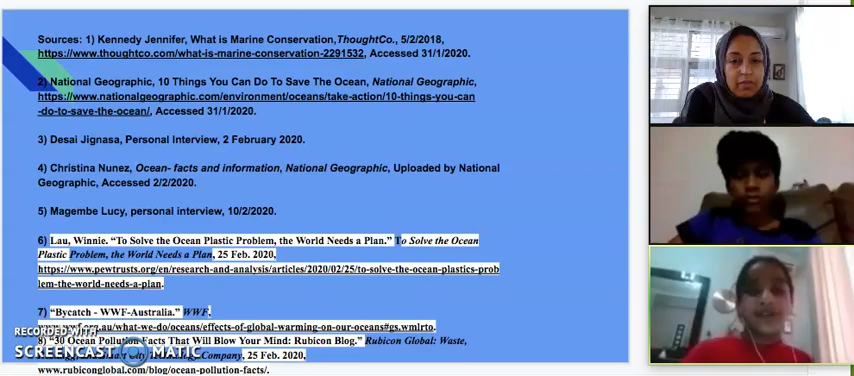 Sources: 1) Kennedy Jennifer, What is Marine Conservation,ThoughtCo., 5/2/2018,
https://www.thoughtco.com/what-is-marine-conservation-2291532, Accessed 31/1/2020.
2) National Geographic, 10 Things You Can Do To Save The Ocean, National Geographic,
https://www.nationalgeographic.com/environment/oceans/take-action/10-things-you-can
-do-to-save-the-ocean/, Accessed 31/1/2020.
3) Desai Jignasa, Personal Interview, 2 February 2020.
4) Christina Nunez, Ocean- facts and information, National Geographic, Uploaded by National
Geographic, Accessed 2/2/2020.
5) Magembe Lucy, personal interview, 10/2/2020.
6) Lau, Winnie. “To Solve the Ocean Plastic Problem, the World Needs a Plan.” To Solve the Ocean
Plastic Problem, the World Needs a Plan, 25 Feb. 2020,
https://www.pewtrusts.org/en/research-and-analysis/articles/2020/02/25/to-solve-the-ocean-plastics-prob
lem-the-world-needs-a-plan.
7) “Bycatch - WWF-Australia.” WWF,
.au/what-we-do/oceans/effects-of-global-warming-on-our-oceans#gs.wmlrto.
RECORDED WITH
8) “30 Ocean Pollution Facts That Will Blow Your Mind: Rubicon Blog.” Rubicon Global: Waste,
SCREENCAST MATIC
Company, 25 Feb. 2020,
www.rubiconglobal.com/blog/ocean-pollution-facts/.